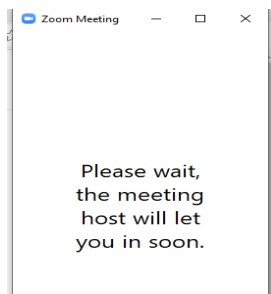 Zoom Meeting
Please wait,
the meeting
host will let
you in soon.